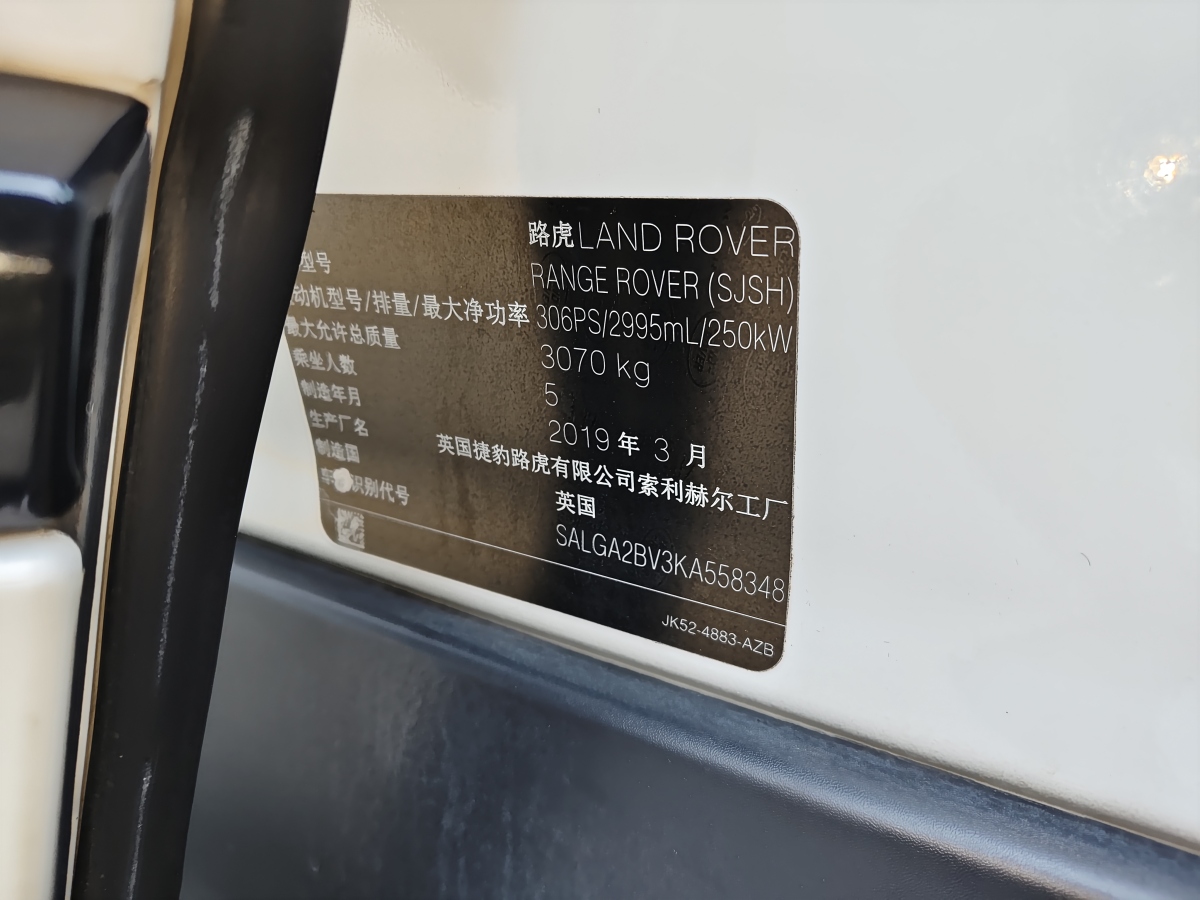 路虎LAND ROVER
型号 RANGE ROVER (SJSH)
动机型号/排量/最大净功率 306PS/2995mL/250kW
最大允许总质量 3070 kg
乘坐人数 5
制造年月 2019 年 3 月
生产厂名 英国捷豹路虎有限公司索利赫尔工厂
制造国 英国
识别代号 SALGA2BV3KA558348
JK52-4883-AZB